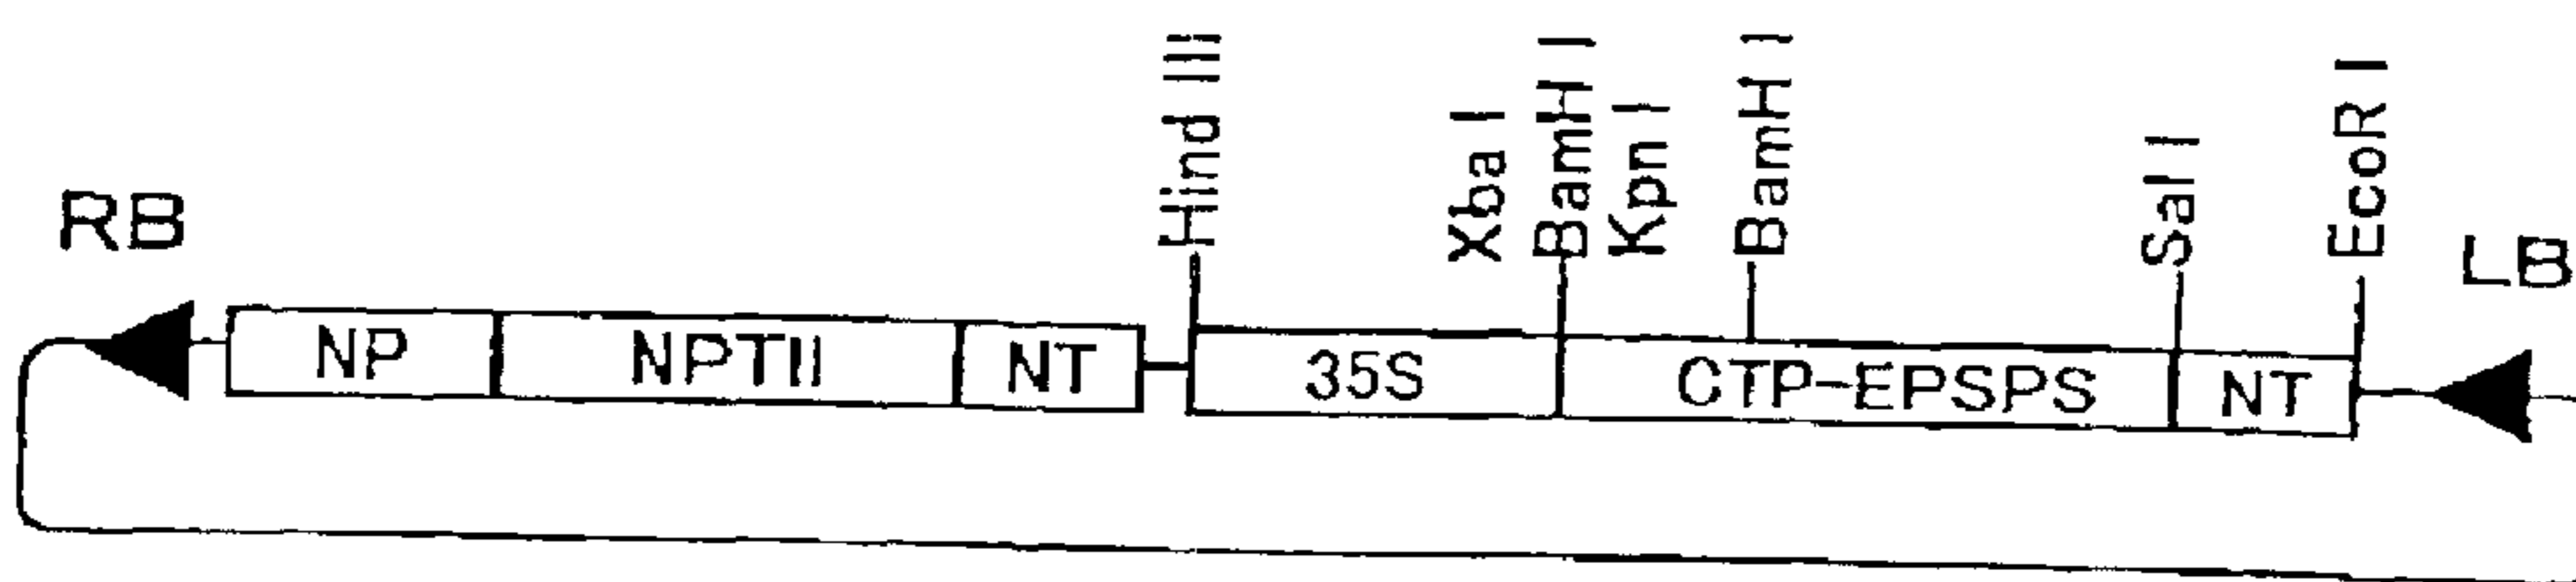 RB
Hind III
Xba I
BamH I
Kpn I
BamH I
Sal I
EcoR I
LB
NP
NPTII
NT
35S
CTP-EPSPS
NT